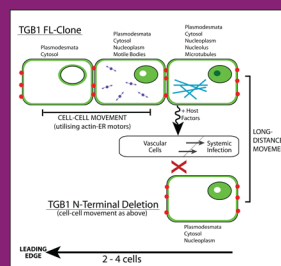 TGB1 FL-Clone
Plasmodesmata
Cytosol
Plasmodesmata
Cytosol
Nucleoplasm
Motile Bodies
Plasmodesmata
Cytosol
Nucleoplasm
Nucleolus
Microtubules
CELL-CELL MOVEMENT
(utilising actin-ER motors)
+ Host
Factors
LONG-
DISTANCE
MOVEME
Vascular
Cells
Systemic
Infection
TGB1 N-Terminal Deletion
(cell-cell movement as above)
Plasmodesmata
Cytosol
Nucleoplasm
LEADING
EDGE
2 - 4 cells